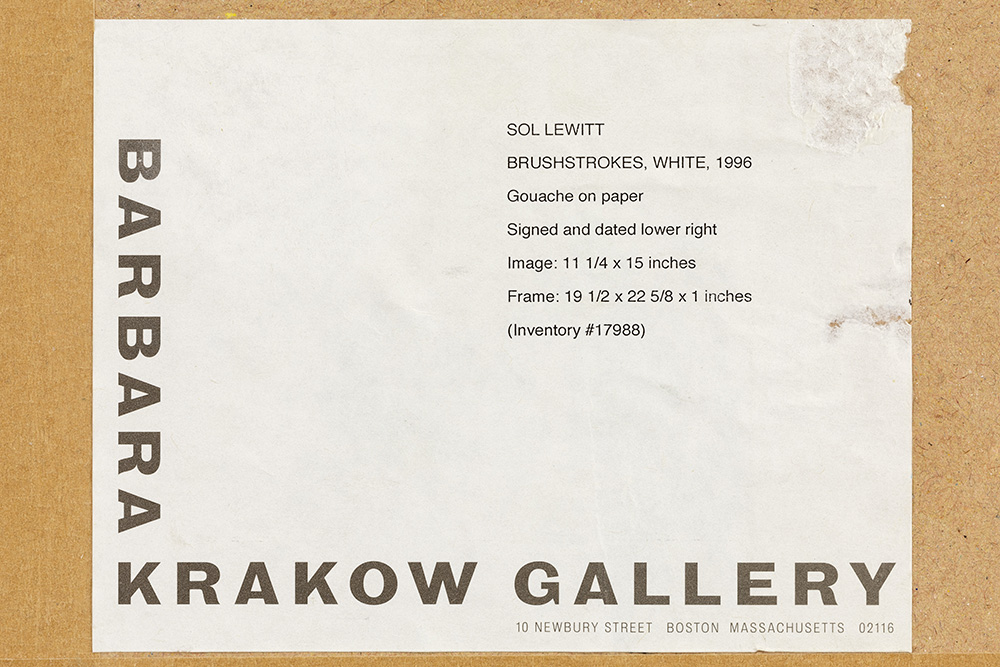 BARBARA
KRAKOW GALLERY
SOL LEWITT
BRUSHSTROKES, WHITE, 1996
Gouache on paper
Signed and dated lower right
Image: 11 1/4 x 15 inches
Frame: 19 1/2 x 22 5/8 x 1 inches
(Inventory #17988)
10 NEWBURY STREET BOSTON MASSACHUSETTS 02116